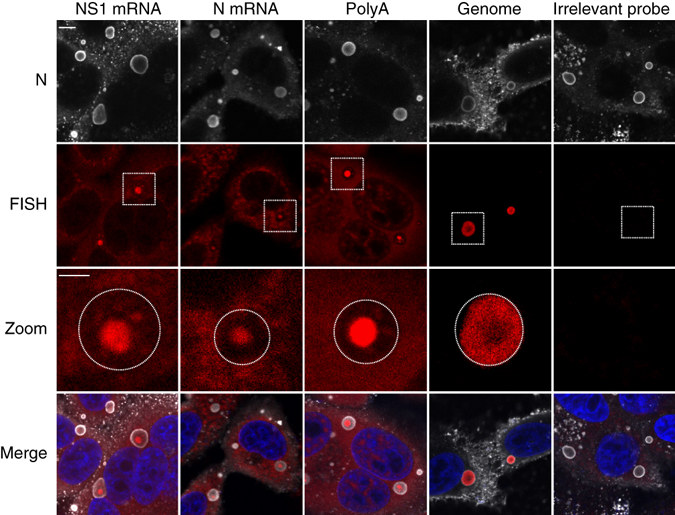 NS1 mRNA N mRNA PolyA Genome Irrelevant probe
N
FISH
Zoom
Merge